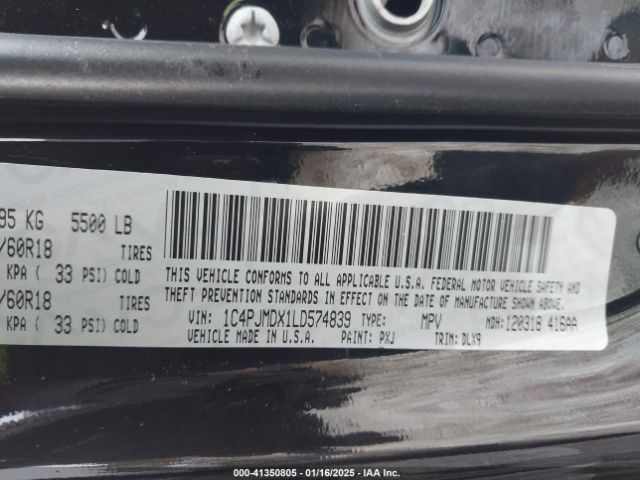 95 KG 5500 LB
/60R18 TIRES
KPA ( 33 PSI) COLD
/60R18 TIRES
KPA ( 33 PSI) COLD
THIS VEHICLE CONFORMS TO ALL APPLICABLE U.S.A. FEDERAL MOTOR VEHICLE SAFETY AND
THEFT PREVENTION STANDARDS IN EFFECT ON THE DATE OF MANUFACTURE SHOWN ABOVE.
VIN: 1C4PJMDX1LD574839 TYPE: MPV MDH:120318 416AA
VEHICLE MADE IN U.S.A. PAINT: PXJ TRIM: DLX9
000-41350805 - 01/16/2025 - IAA Inc.